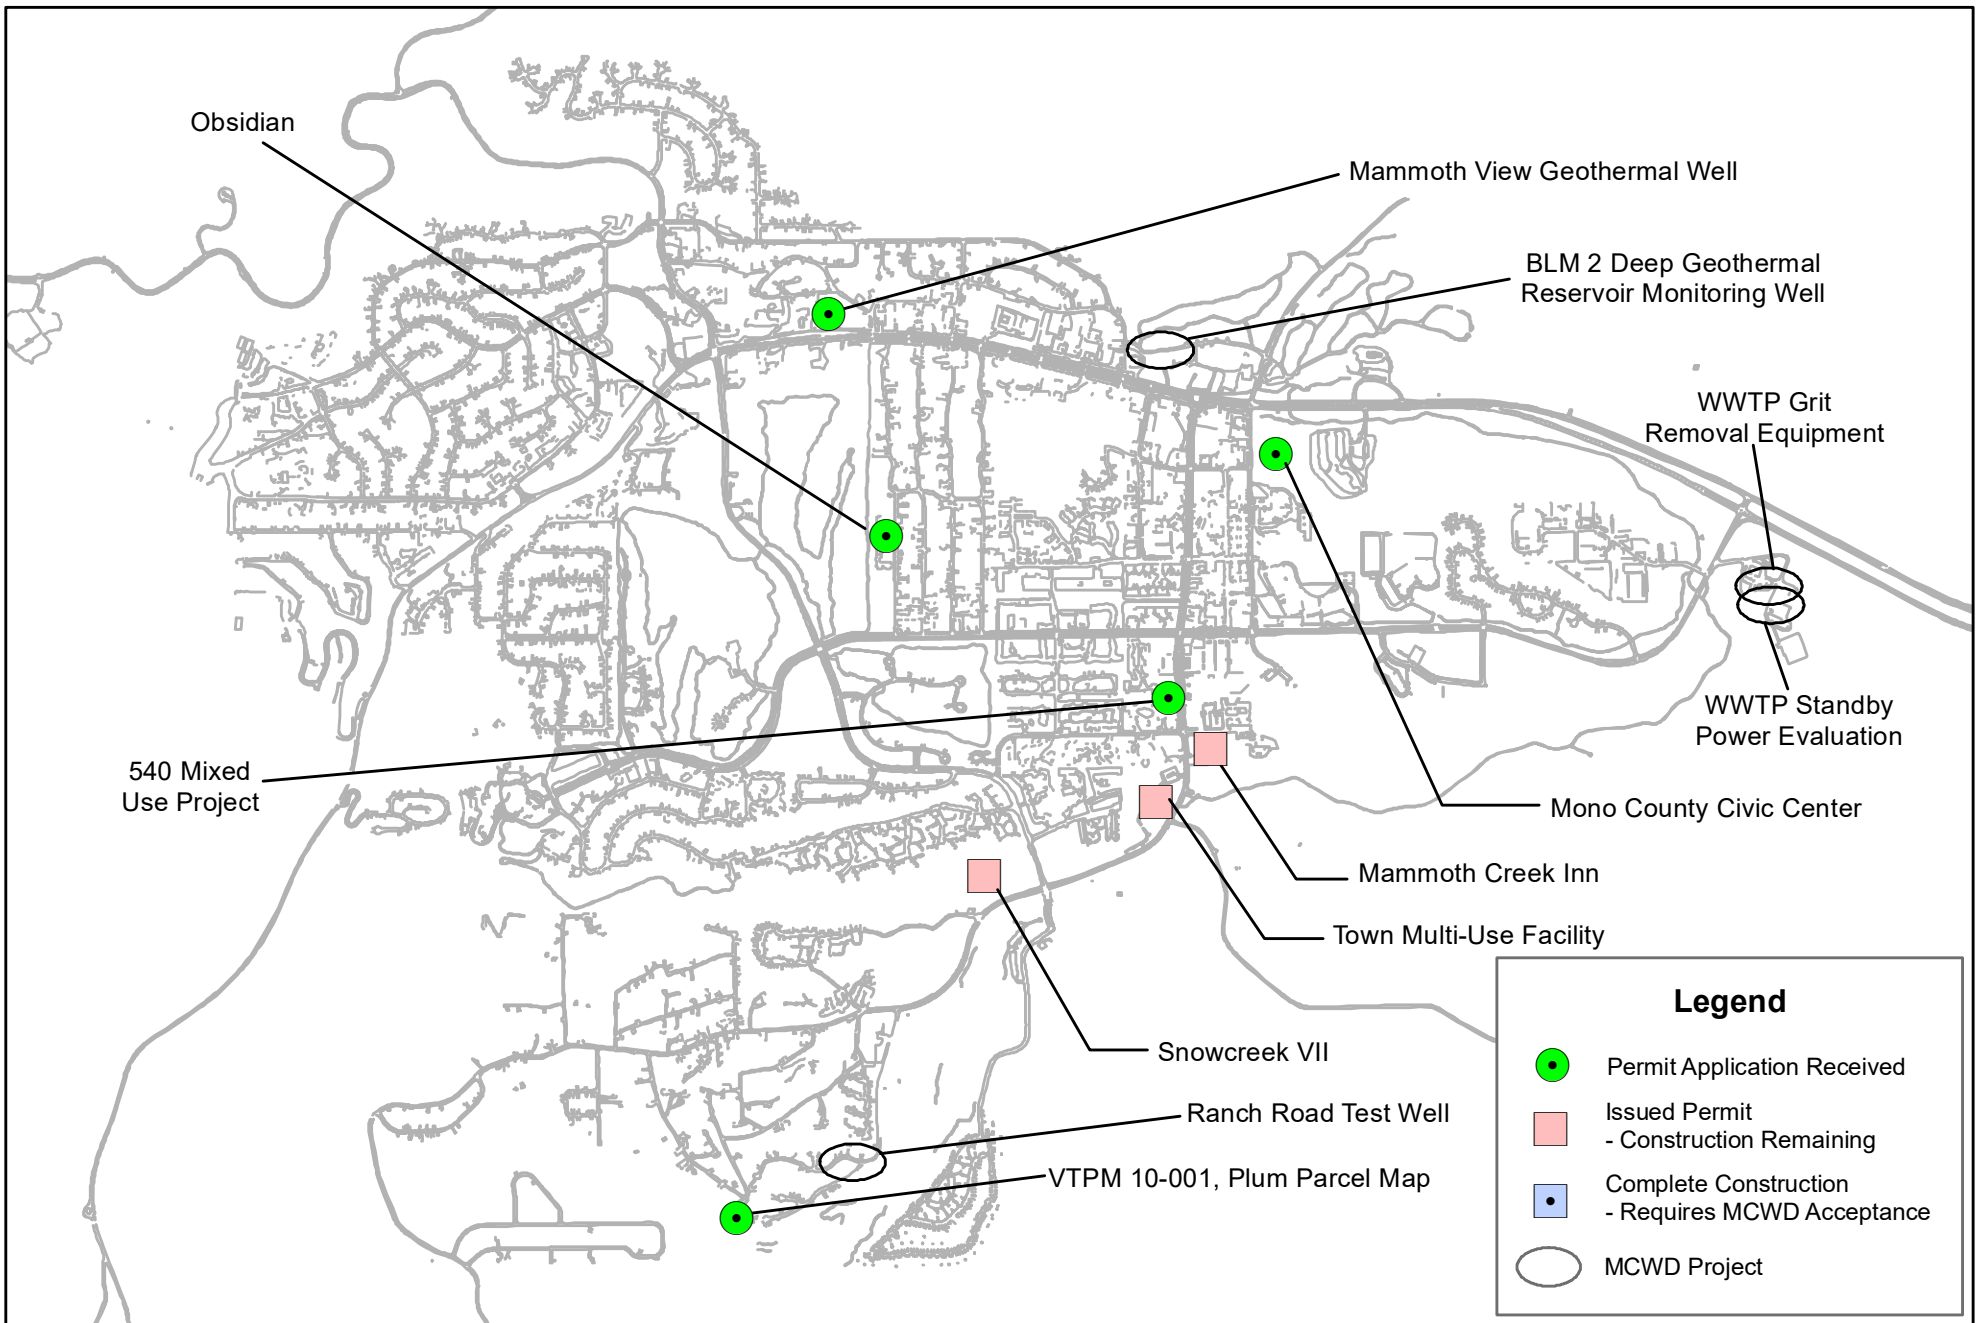 Obsidian
Mammoth View Geothermal Well
BLM 2 Deep Geothermal
Reservoir Monitoring Well
WWTP Grit
Removal Equipment
WWTP Standby
Power Evaluation
540 Mixed
Use Project
Mono County Civic Center
Mammoth Creek Inn
Town Multi-Use Facility
Snowcreek VII
Ranch Road Test Well
VTPM 10-001, Plum Parcel Map
Legend
Permit Application Received
Issued Permit
- Construction Remaining
Complete Construction
- Requires MCWD Acceptance
MCWD Project